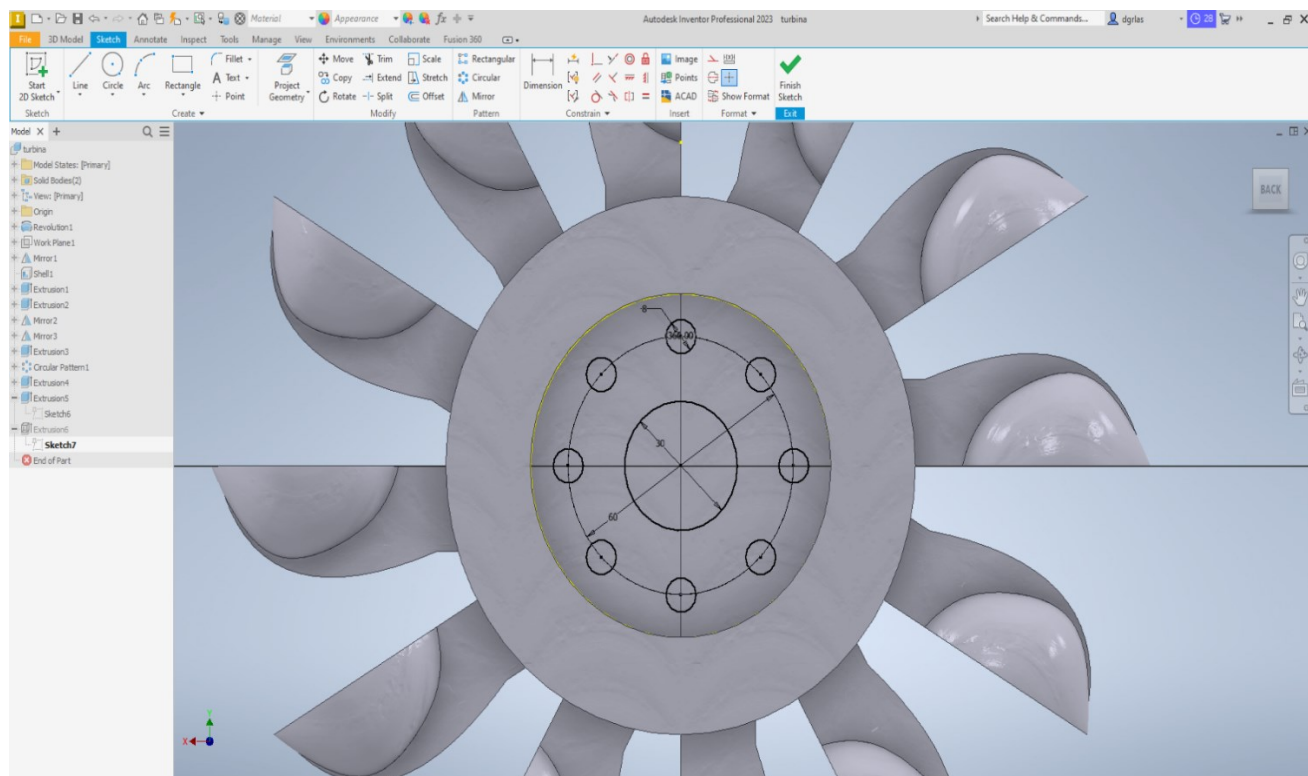 Material Appearance fx Autodesk Inventor Professional 2023 turbina Search Help & Commands... dgrlas 28
File 3D Model Sketch Annotate Inspect Tools Manage View Environments Collaborate Fusion 360
Start 2D Sketch
Line
Circle
Arc
Rectangle
Fillet
A Text
Point
Project Geometry
Move Trim Scale
Copy Extend Stretch
Rotate Split Offset
Rectangular
Circular
Mirror
Dimension
Image
Points
ACAD
Show Format
Finish Sketch
Sketch Create Modify Pattern Constrain Insert Format Exit
Model X +
turbina
Model States: [Primary]
Solid Bodies(2)
View: [Primary]
Origin
Revolution1
Work Plane1
Mirror1
Shell1
Extrusion1
Extrusion2
Mirror2
Mirror3
Extrusion3
Circular Pattern1
Extrusion4
Extrusion5
Sketch6
Extrusion6
Sketch7
End of Part
BACK
8
30
60
Y
X